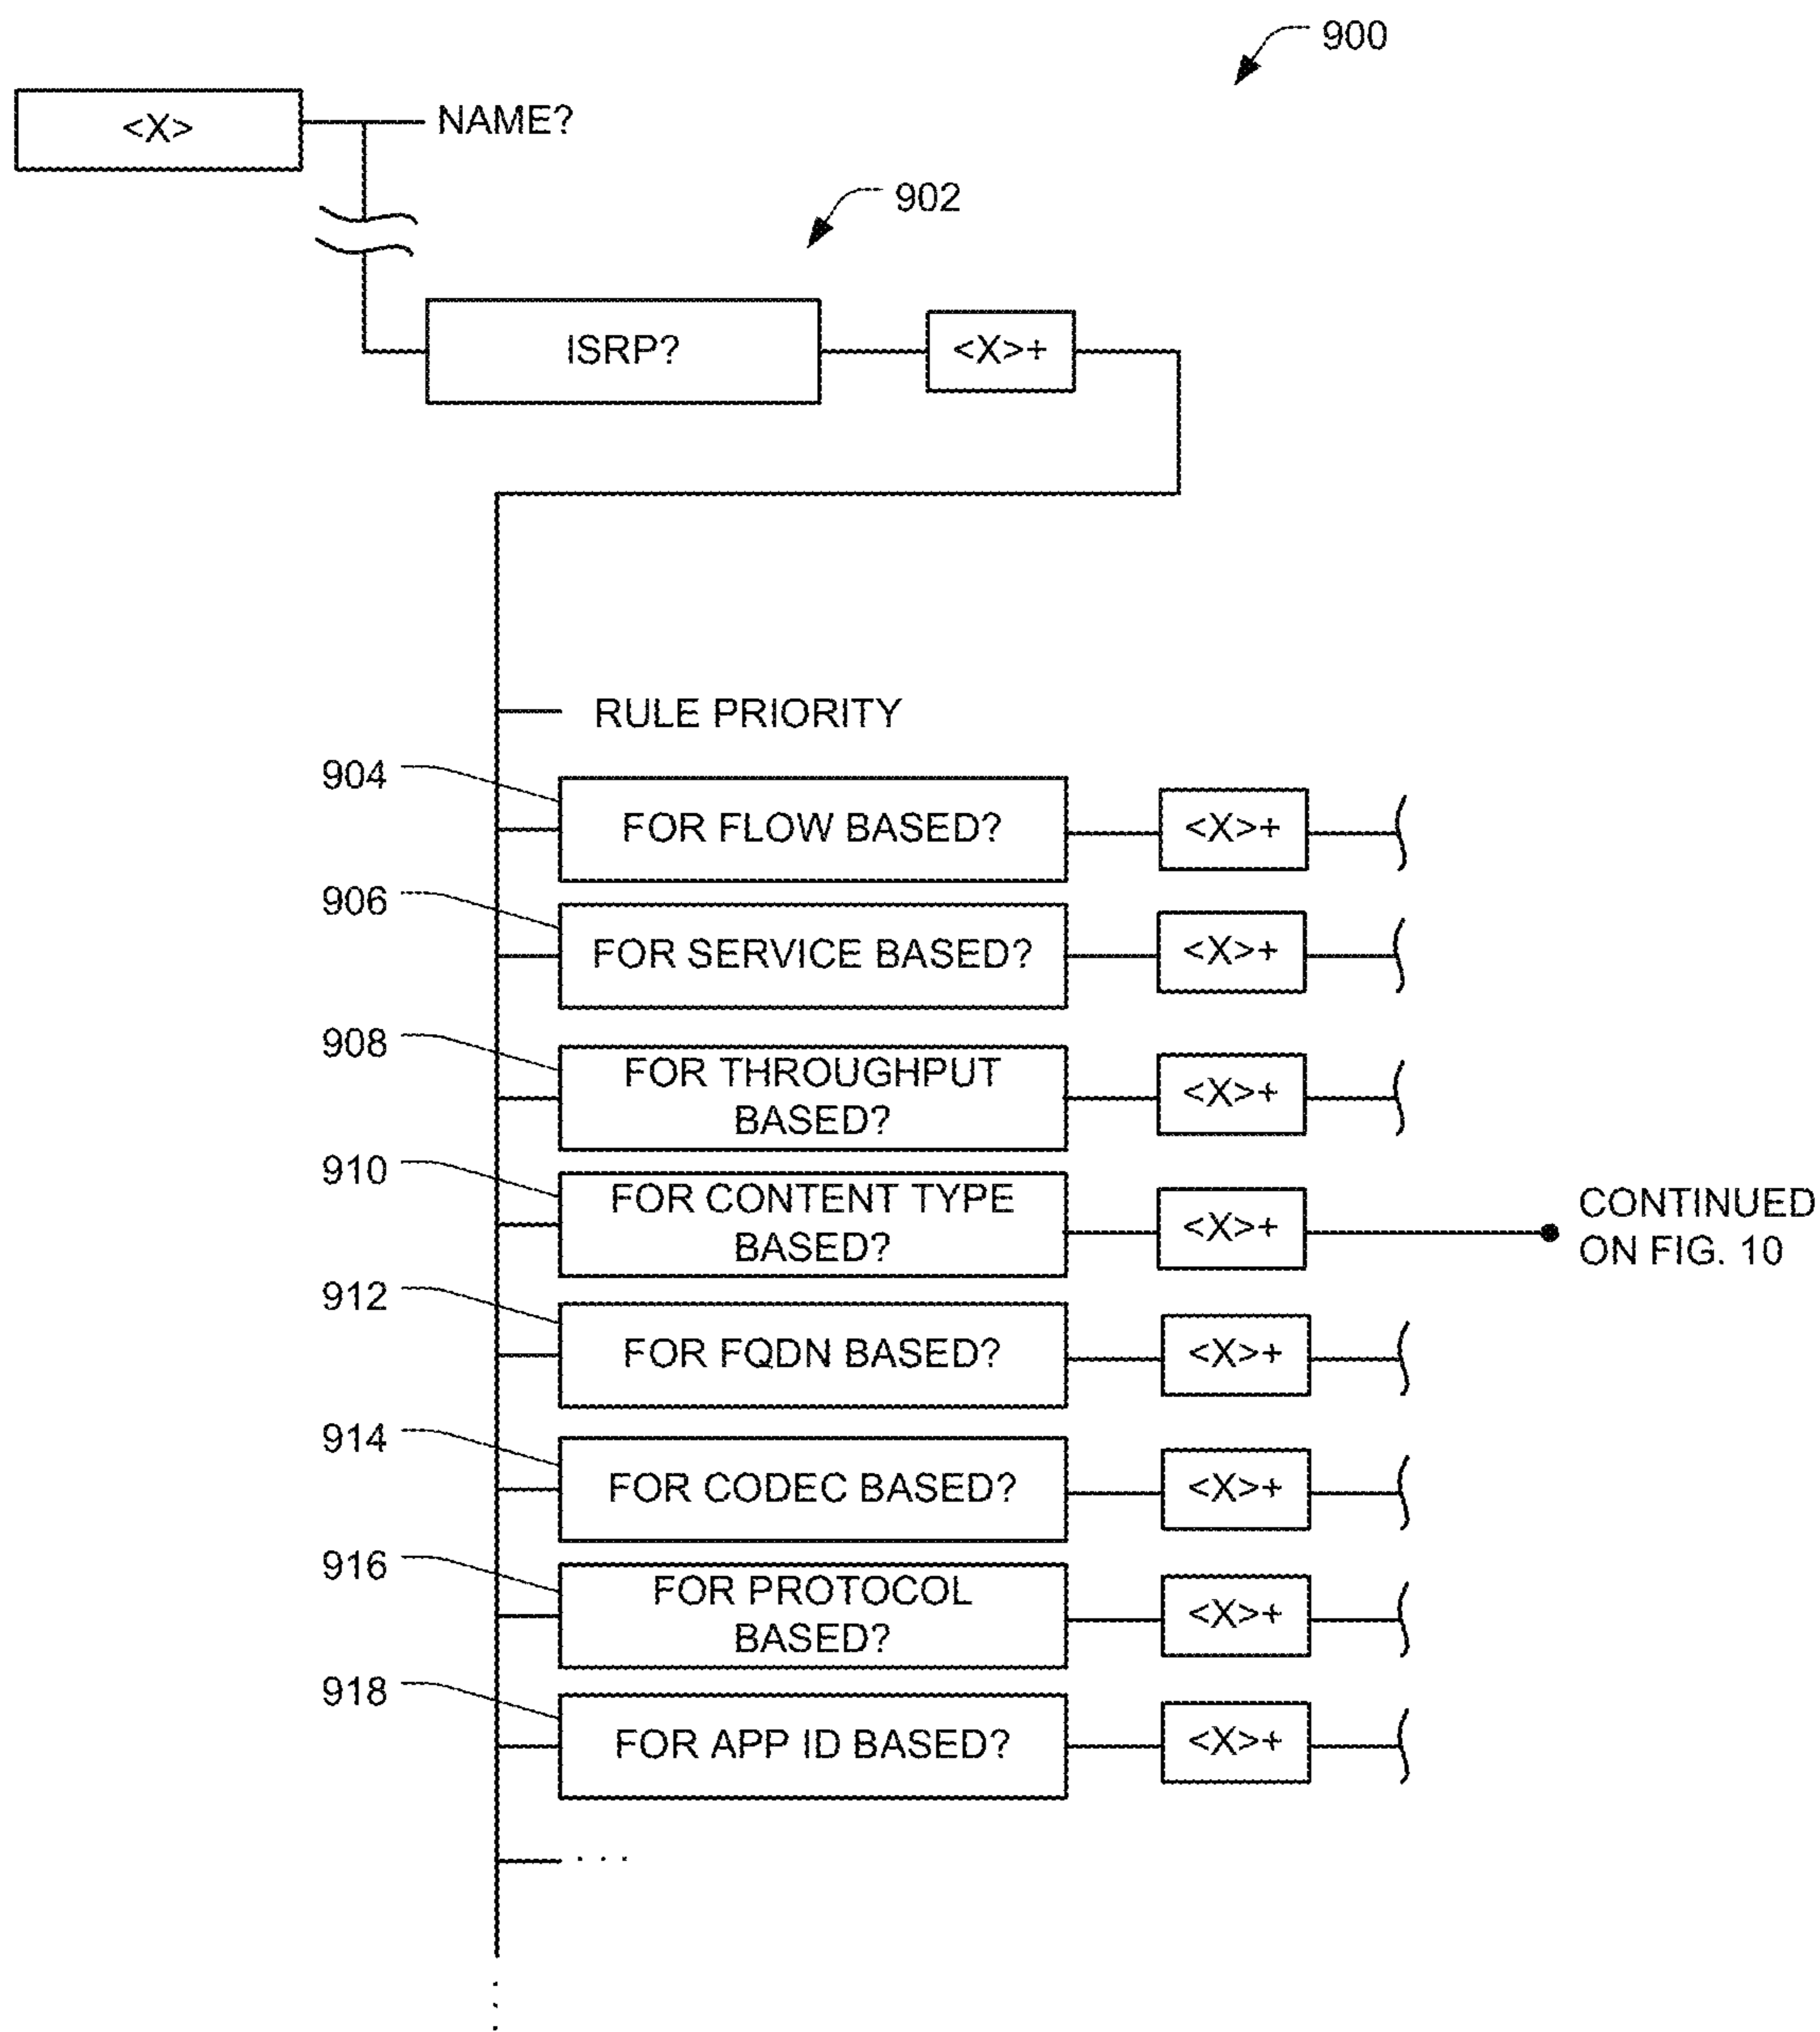 900
<X>
NAME?
902
ISRP?
<X>+
RULE PRIORITY
904
FOR FLOW BASED?
<X>+
906
FOR SERVICE BASED?
<X>+
908
FOR THROUGHPUT
BASED?
<X>+
910
FOR CONTENT TYPE
BASED?
<X>+
CONTINUED
ON FIG. 10
912
FOR FQDN BASED?
<X>+
914
FOR CODEC BASED?
<X>+
916
FOR PROTOCOL
BASED?
<X>+
918
FOR APP ID BASED?
<X>+
. . .